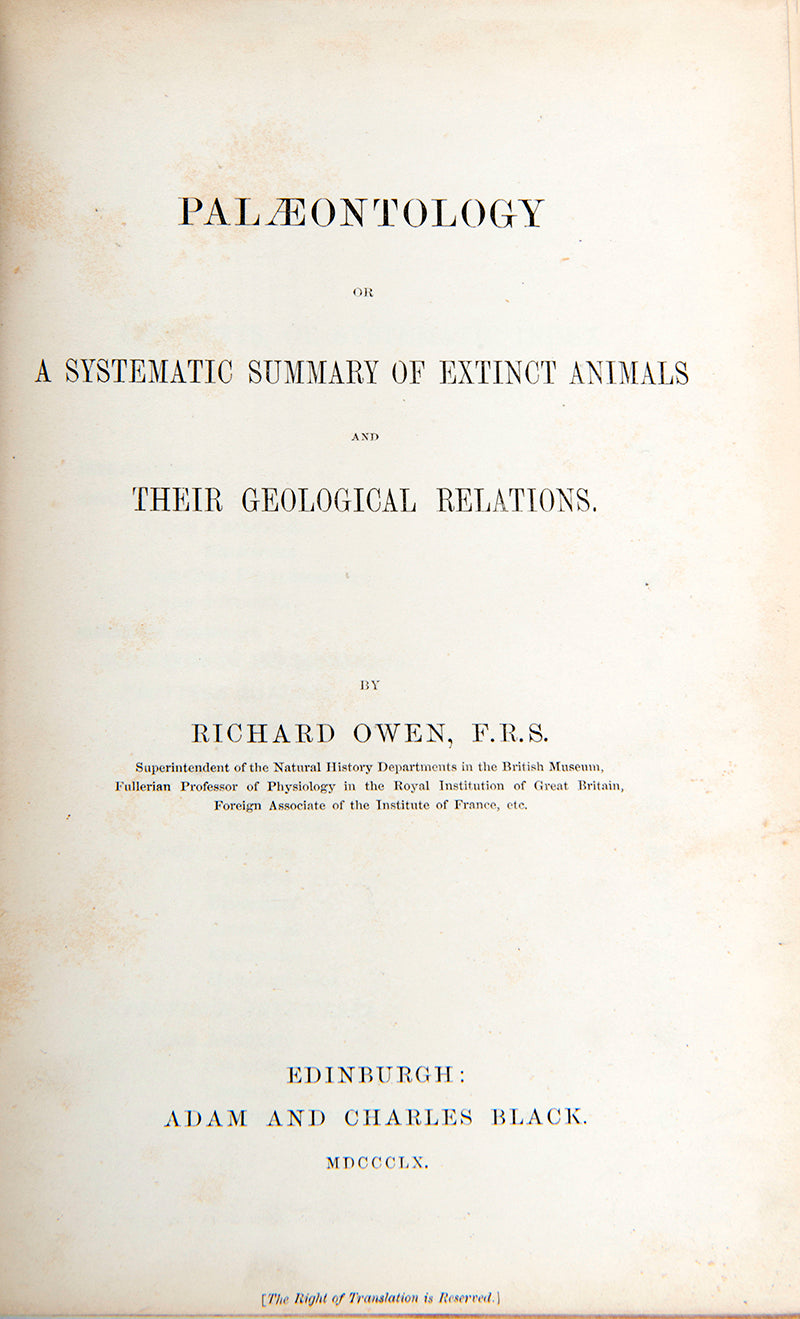 PALÆONTOLOGY
OR
A SYSTEMATIC SUMMARY OF EXTINCT ANIMALS
AND
THEIR GEOLOGICAL RELATIONS.
BY
RICHARD OWEN, F.R.S.
Superintendent of the Natural History Departments in the British Museum,
Fullerian Professor of Physiology in the Royal Institution of Great Britain,
Foreign Associate of the Institute of France, etc.
EDINBURGH:
ADAM AND CHARLES BLACK.
MDCCCLX.
[The Right of Translation is Reserved.]